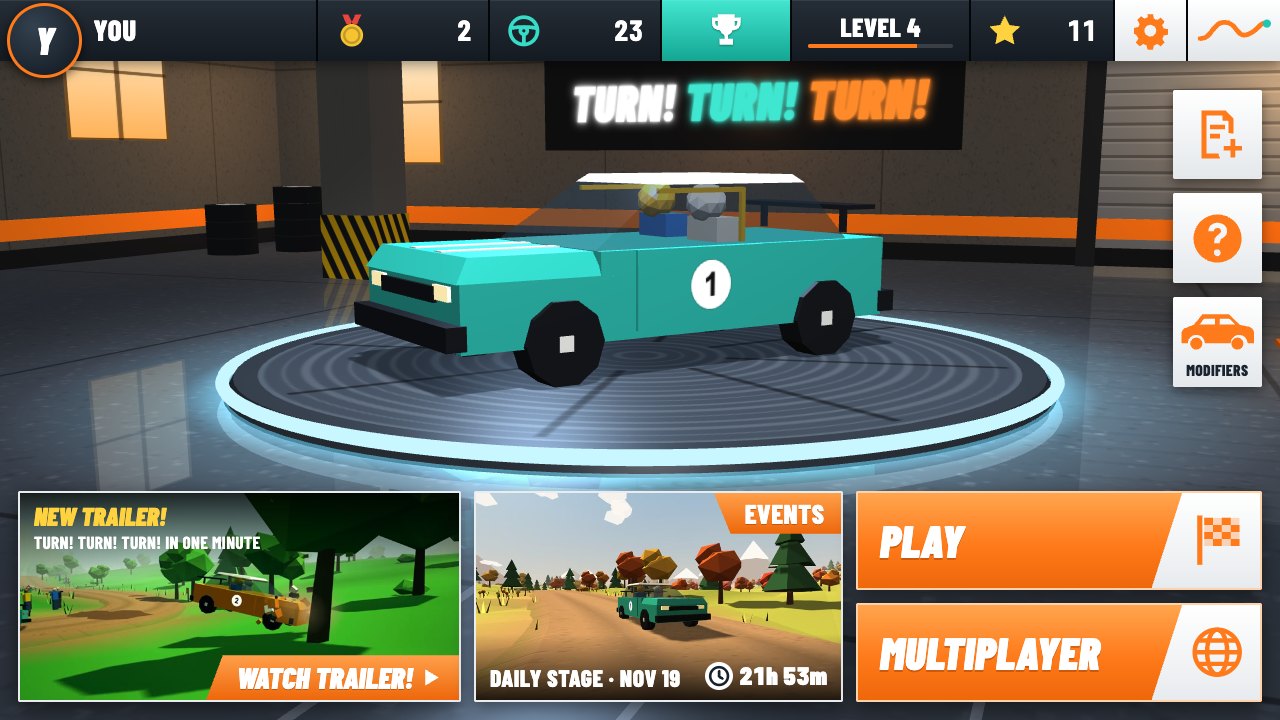 Y
YOU
2
23
LEVEL 4
11
TURN! TURN! TURN!
?
MODIFIERS
1
NEW TRAILER!
TURN! TURN! TURN! IN ONE MINUTE
2
WATCH TRAILER!
EVENTS
DAILY STAGE · NOV 19
21h 53m
PLAY
MULTIPLAYER